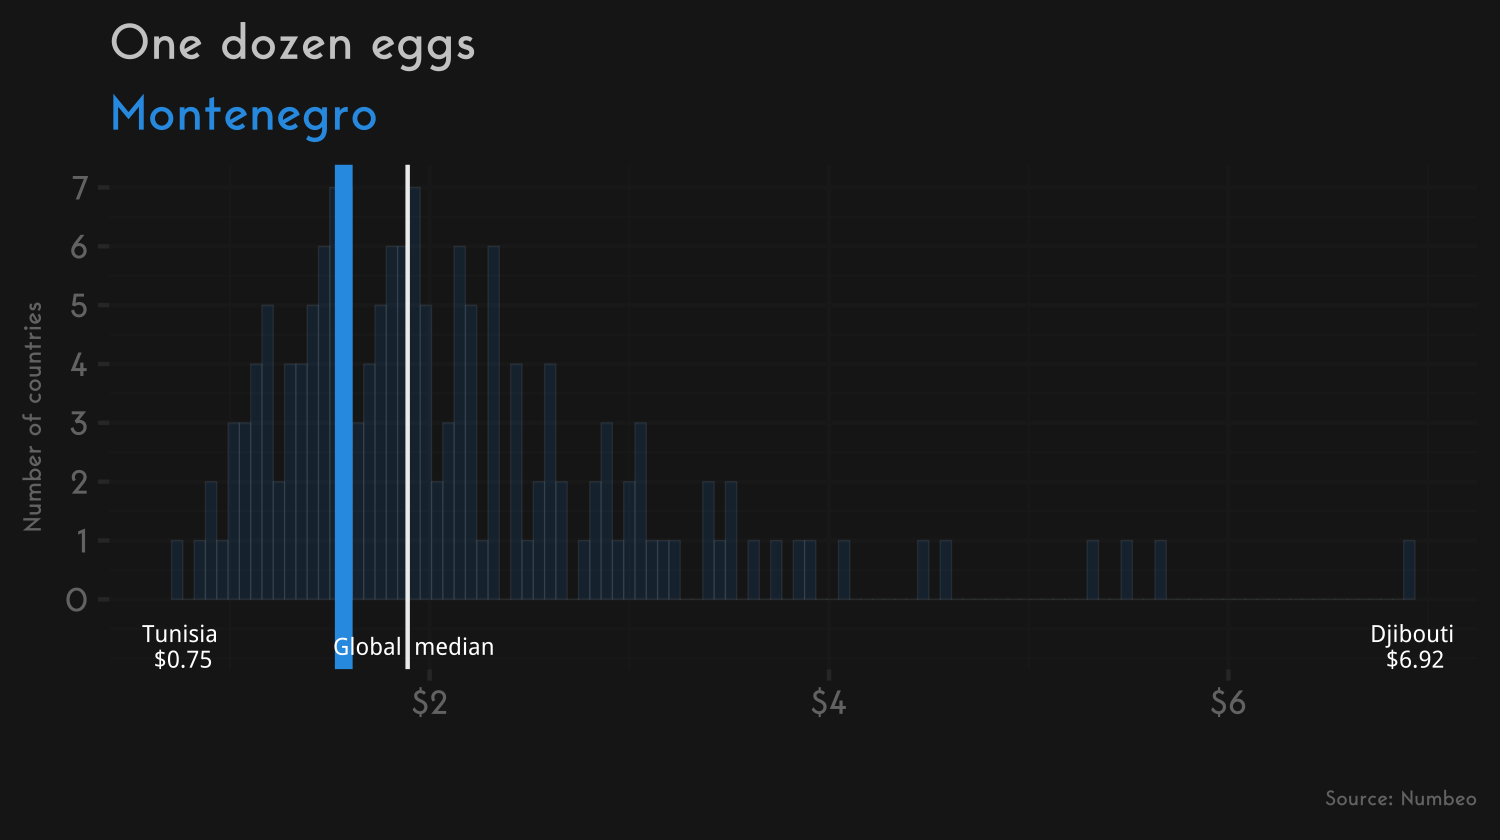 One dozen eggs
Montenegro
Number of countries
7
6
5
4
3
2
1
0
Tunisia
$0.75
Global median
Djibouti
$6.92
$2
$4
$6
Source: Numbeo